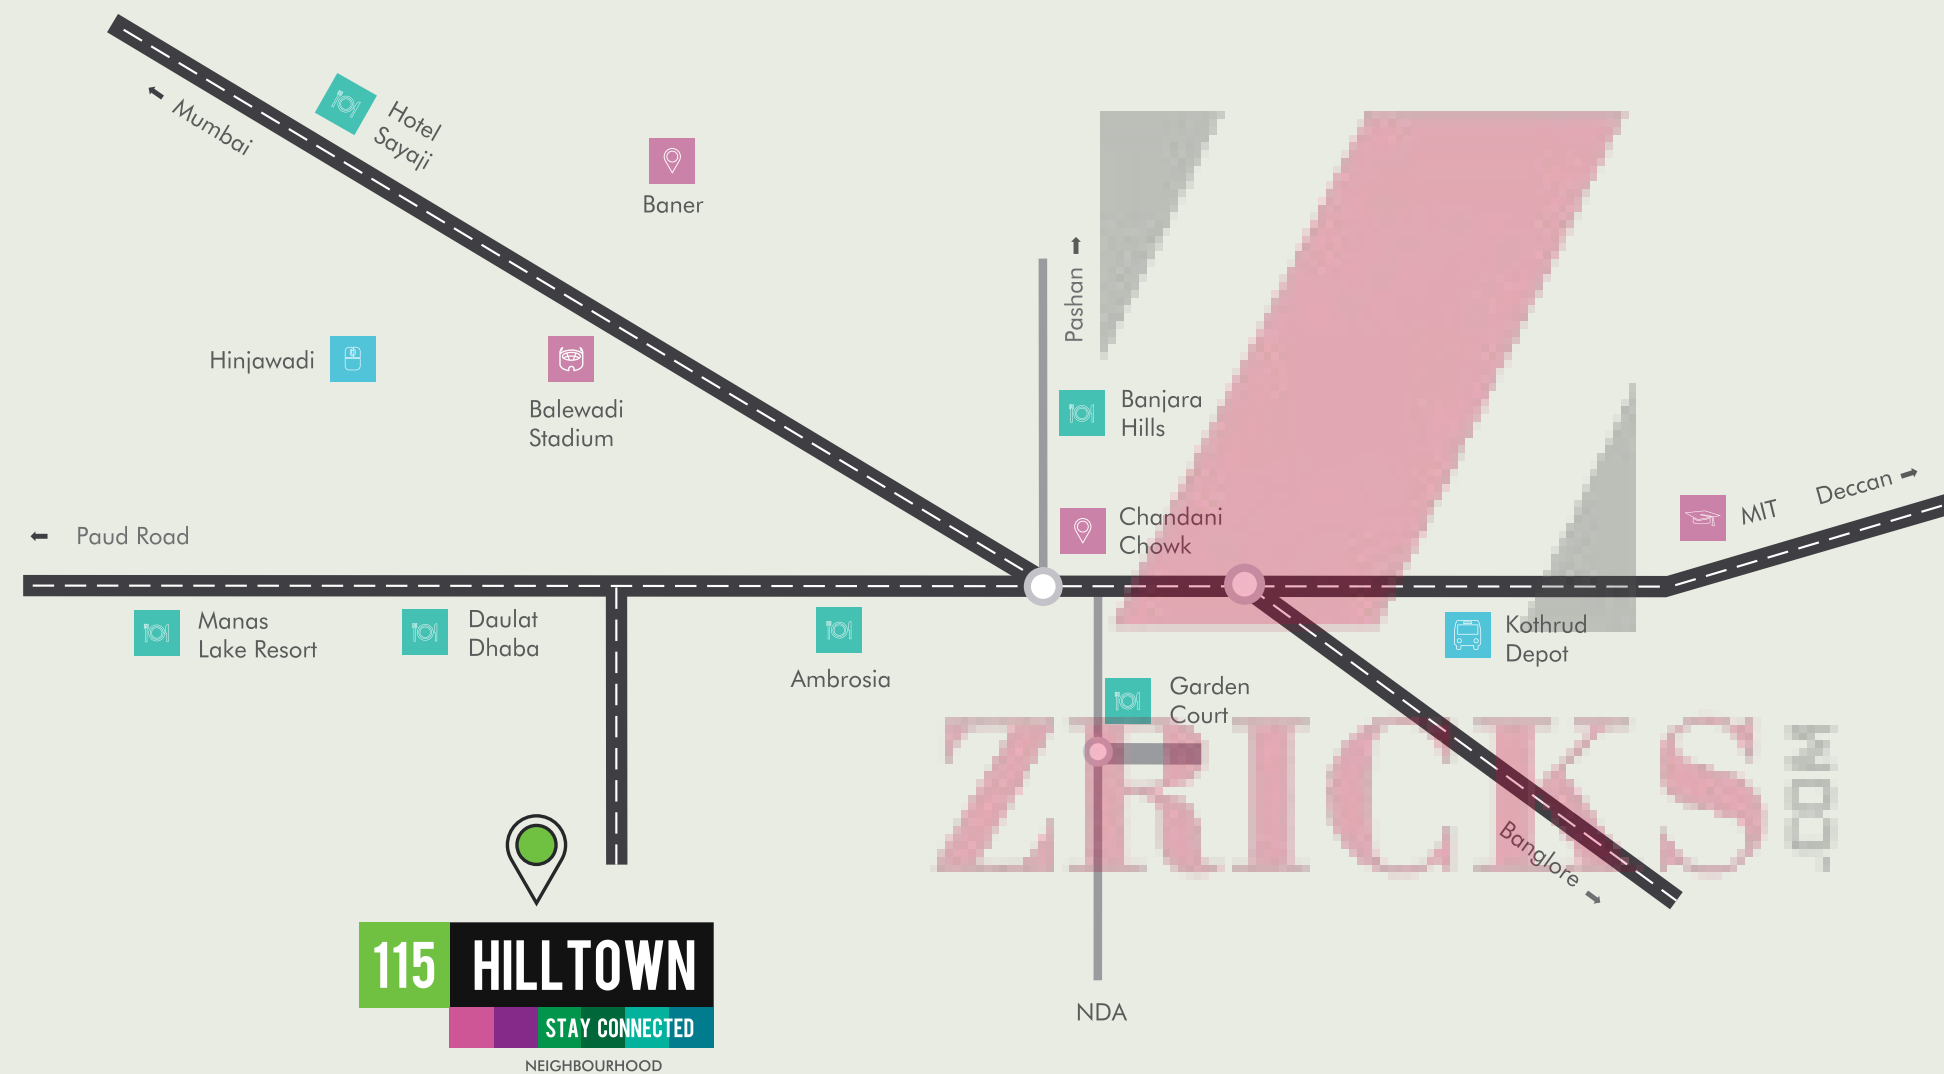 Mumbai
Hotel
Sayaji
Baner
Pashan
Hinjawadi
Balewadi
Stadium
Banjara
Hills
Deccan
MIT
Chandani
Chowk
Paud Road
Manas
Lake Resort
Daulat
Dhaba
Ambrosia
Kothrud
Depot
Garden
Court
ZRICKS
.COM
Banglore
115 HILLTOWN
STAY CONNECTED
NEIGHBOURHOOD
NDA